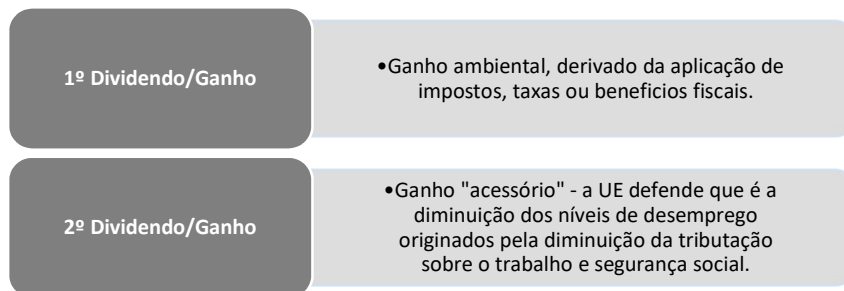 1º Dividendo/Ganho
•Ganho ambiental, derivado da aplicação de
impostos, taxas ou beneficios fiscais.
2º Dividendo/Ganho
•Ganho "acessório" - a UE defende que é a
diminuição dos níveis de desemprego
originados pela diminuição da tributação
sobre o trabalho e segurança social.